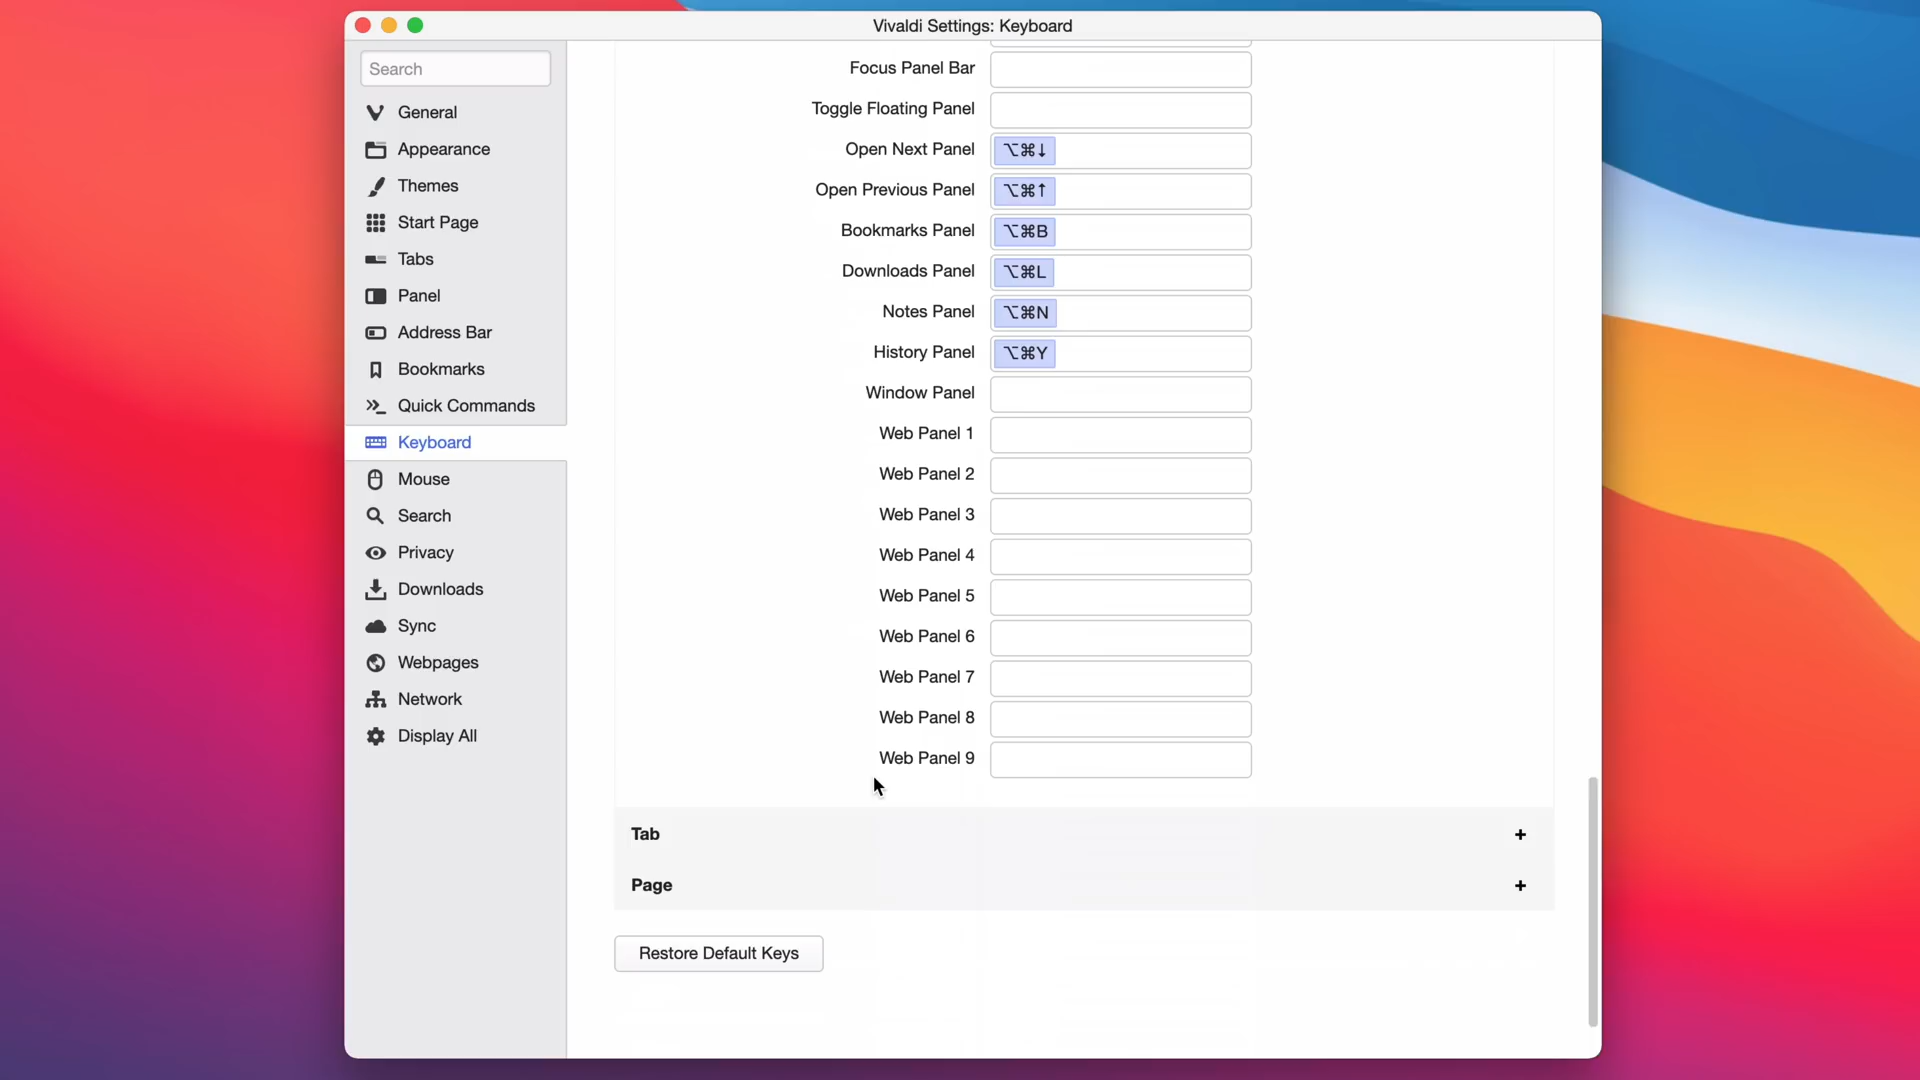 Vivaldi Settings: Keyboard
Search
General
Appearance
Themes
Start Page
Tabs
Panel
Address Bar
Bookmarks
Quick Commands
Keyboard
Mouse
Search
Privacy
Downloads
Sync
Webpages
Network
Display All
Focus Panel Bar
Toggle Floating Panel
Open Next Panel ⌥⌘↓
Open Previous Panel ⌥⌘↑
Bookmarks Panel ⌥⌘B
Downloads Panel ⌥⌘L
Notes Panel ⌥⌘N
History Panel ⌥⌘Y
Window Panel
Web Panel 1
Web Panel 2
Web Panel 3
Web Panel 4
Web Panel 5
Web Panel 6
Web Panel 7
Web Panel 8
Web Panel 9
Tab +
Page +
Restore Default Keys